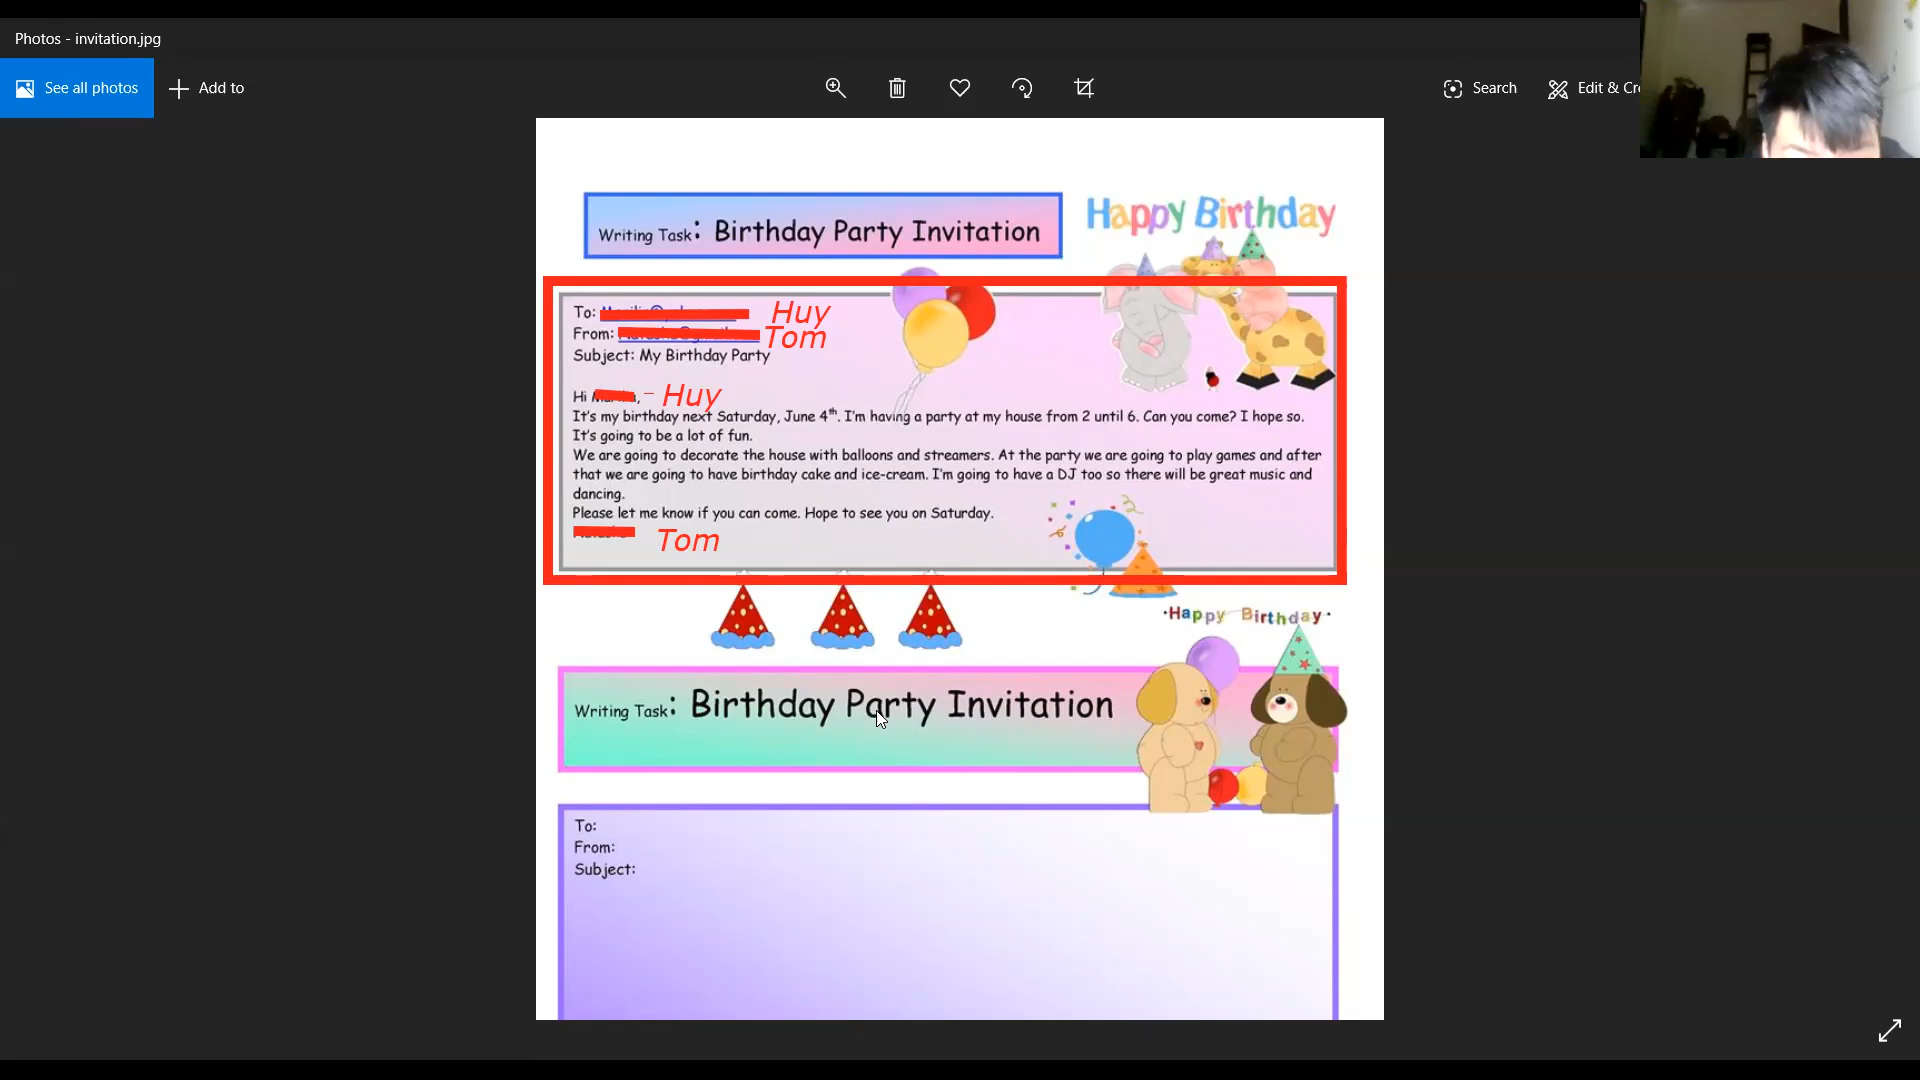 Photos - invitation.jpg
See all photos
Add to
Search
Edit &
Writing Task: Birthday Party Invitation
Happy Birthday
To: Huy
From: Tom
Subject: My Birthday Party
Hi - Huy
It's my birthday next Saturday, June 4th. I'm having a party at my house from 2 until 6. Can you come? I hope so.
It's going to be a lot of fun.
We are going to decorate the house with balloons and streamers. At the party we are going to play games and after
that we are going to have birthday cake and ice-cream. I'm going to have a DJ too so there will be great music and
dancing.
Please let me know if you can come. Hope to see you on Saturday.
Tom
·Happy Birthday·
Writing Task: Birthday Party Invitation
To:
From:
Subject: